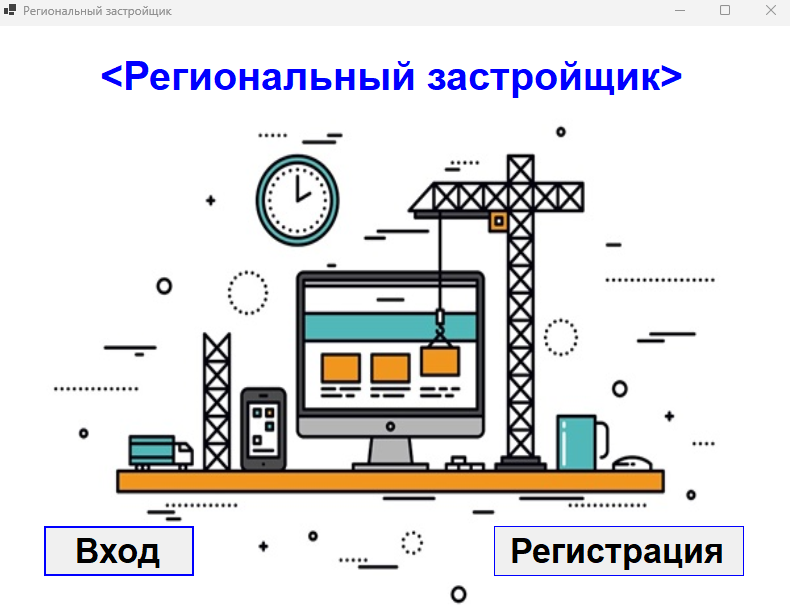 Региональный застройщик
<Региональный застройщик>
Вход
Регистрация